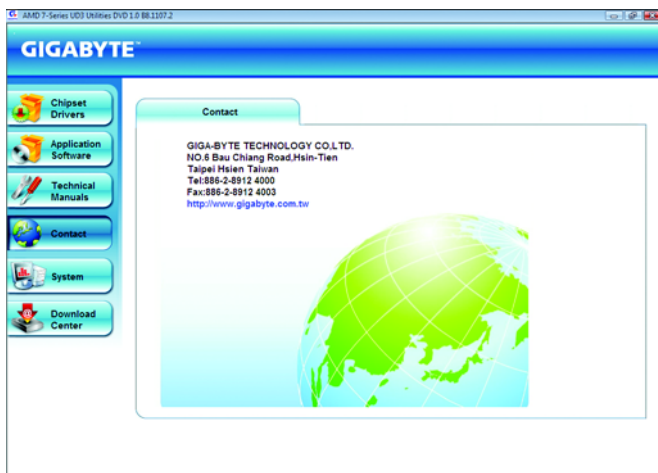 AMD 7-Series UD3 Utilities DVD 1.0 B8.1107.2
GIGABYTE™
Chipset
Drivers
Application
Software
Technical
Manuals
Contact
System
Download
Center
Contact
GIGA-BYTE TECHNOLOGY CO,LTD.
NO.6 Bau Chiang Road,Hsin-Tien
Taipei Hsien Taiwan
Tel:886-2-8912 4000
Fax:886-2-8912 4003
http://www.gigabyte.com.tw